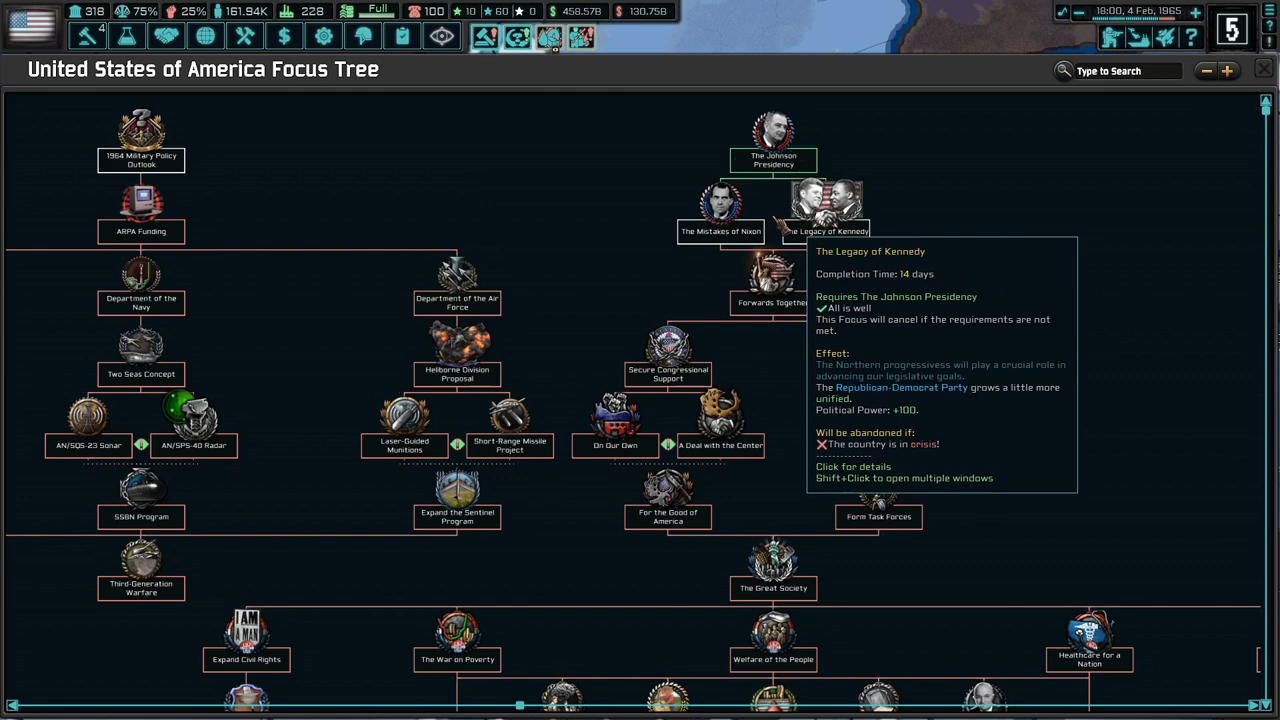 318
75%
25%
161.94K
228
Full
100
10
60
0
458.57B
130.75B
18:00, 4 Feb, 1965
5
4
United States of America Focus Tree
Type to Search
1964 Military Policy
Outlook
The Johnson
Presidency
ARPA Funding
The Mistakes of Nixon
The Legacy of Kennedy
Department of the
Navy
Department of the Air
Force
Forwards Together
The Legacy of Kennedy
Completion Time: 14 days
Requires The Johnson Presidency
All is well
This Focus will cancel if the requirements are not
met.
Effect:
The Northern progressivess will play a crucial role in
advancing our legislative goals.
The Republican-Democrat Party grows a little more
unified.
Political Power: +100.
Will be abandoned if:
The country is in crisis!
--------------
Click for details
Shift+Click to open multiple windows
Two Seas Concept
Heliborne Division
Proposal
Secure Congressional
Support
AN/SQS-23 Sonar
AN/SPS-40 Radar
Laser-Guided
Munitions
Short-Range Missile
Project
On Our Own
A Deal with the Center
SSBN Program
Expand the Sentinel
Program
For the Good of
America
Form Task Forces
Third-Generation
Warfare
The Great Society
I AM
A MAN
Expand Civil Rights
The War on Poverty
Welfare of the People
Healthcare for a
Nation